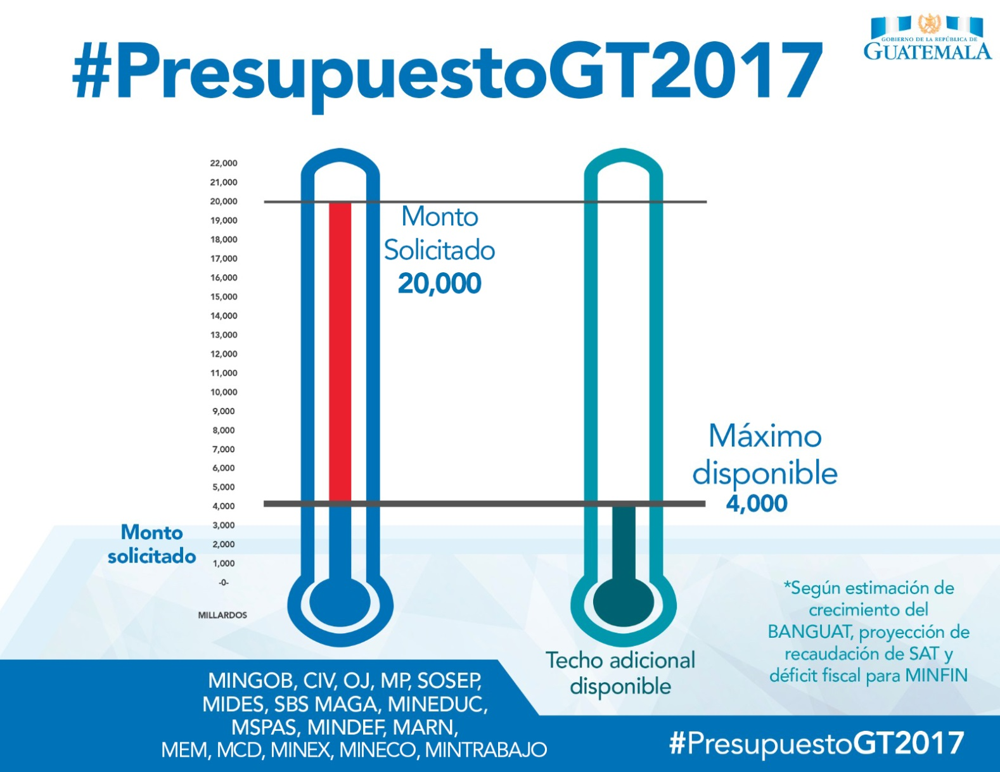 #PresupuestoGT2017
GOBIERNO DE LA REPÚBLICA DE
GUATEMALA
22,000
21,000
20,000
19,000
18,000
17,000
16,000
15,000
14,000
13,000
12,000
11,000
10,000
9,000
8,000
7,000
6,000
5,000
4,000
3,000
2,000
1,000
-0-
MILLARDOS
Monto
solicitado
Monto
Solicitado
20,000
Máximo
disponible
4,000
Techo adicional
disponible
*Según estimación de
crecimiento del
BANGUAT, proyección de
recaudación de SAT y
déficit fiscal para MINFIN
MINGOB, CIV, OJ, MP, SOSEP,
MIDES, SBS MAGA, MINEDUC,
MSPAS, MINDEF, MARN,
MEM, MCD, MINEX, MINECO, MINTRABAJO
#PresupuestoGT2017